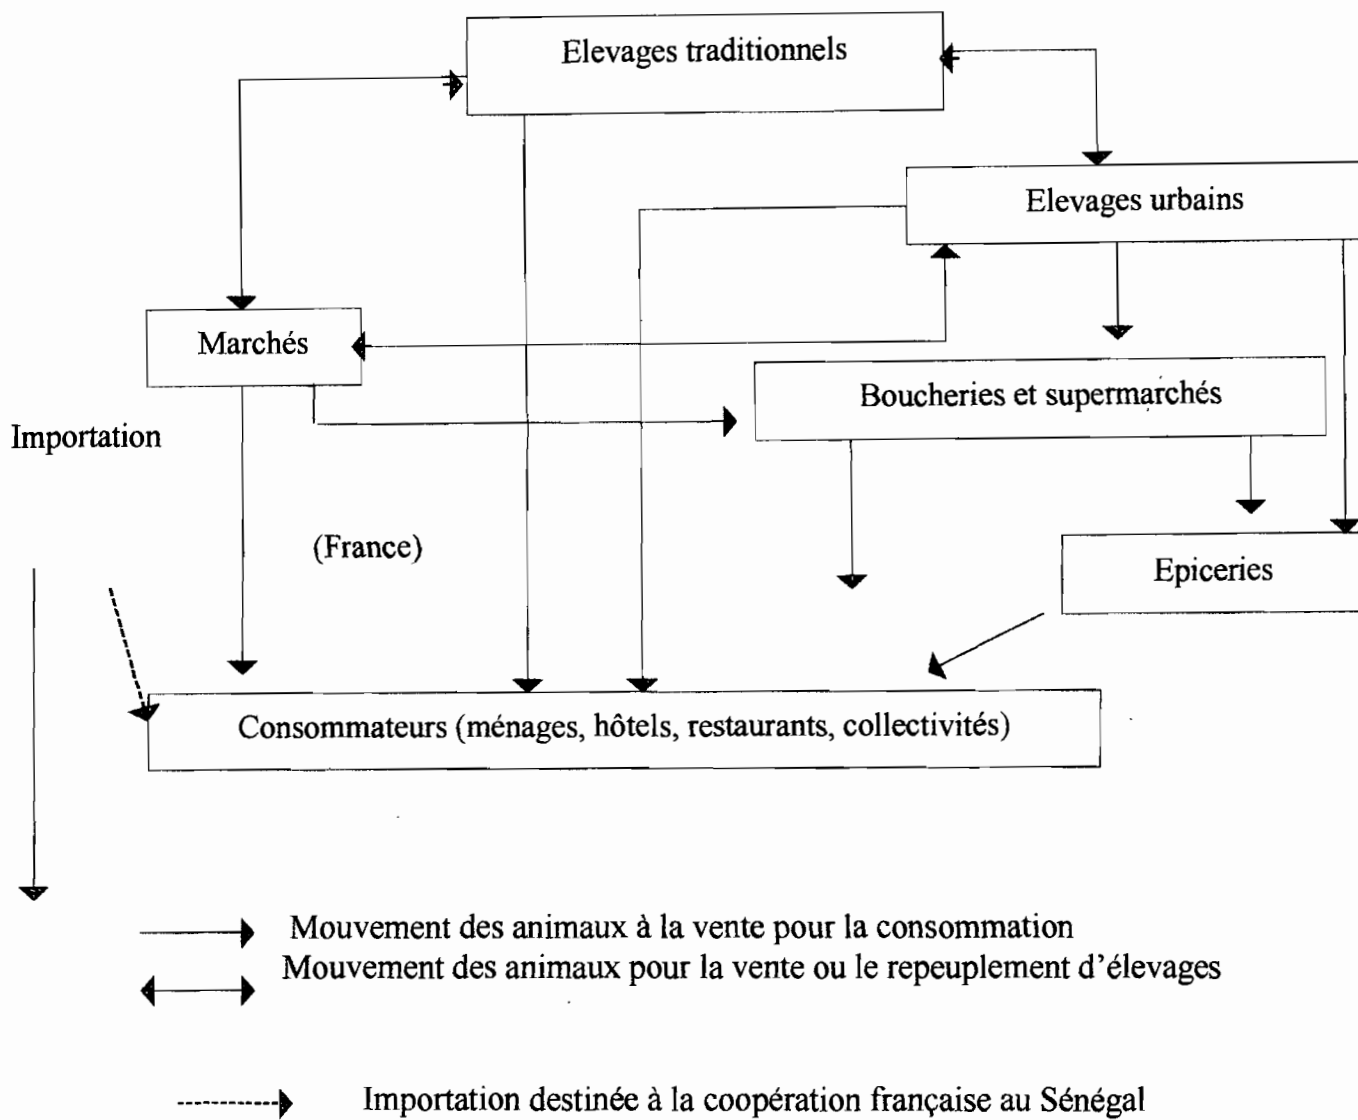 Elevages traditionnels
Elevages urbains
Marchés
Boucheries et supermarchés
Importation
(France)
Epiceries
Consommateurs (ménages, hôtels, restaurants, collectivités)
Mouvement des animaux à la vente pour la consommation
Mouvement des animaux pour la vente ou le repeuplement d'élevages
Importation destinée à la coopération française au Sénégal